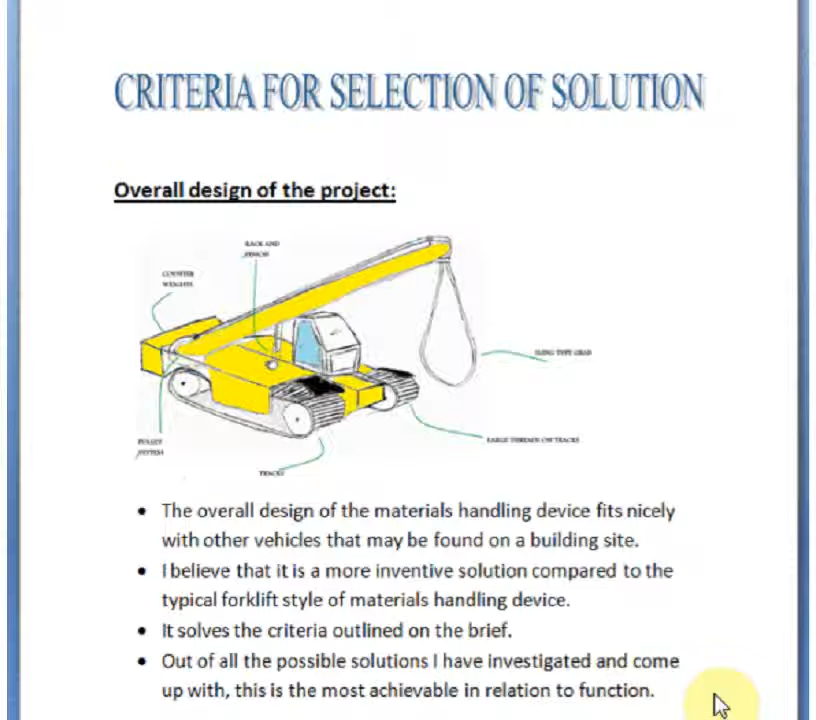 CRITERIA FOR SELECTION OF SOLUTION
Overall design of the project:
RACK AND
PINION
COUNTER
WEIGHTS
SLING TYPE GRAB
PULLEY
SYSTEM
LARGE THREADS ON TRACKS
TRACKS
• The overall design of the materials handling device fits nicely
with other vehicles that may be found on a building site.
• I believe that it is a more inventive solution compared to the
typical forklift style of materials handling device.
• It solves the criteria outlined on the brief.
• Out of all the possible solutions I have investigated and come
up with, this is the most achievable in relation to function.